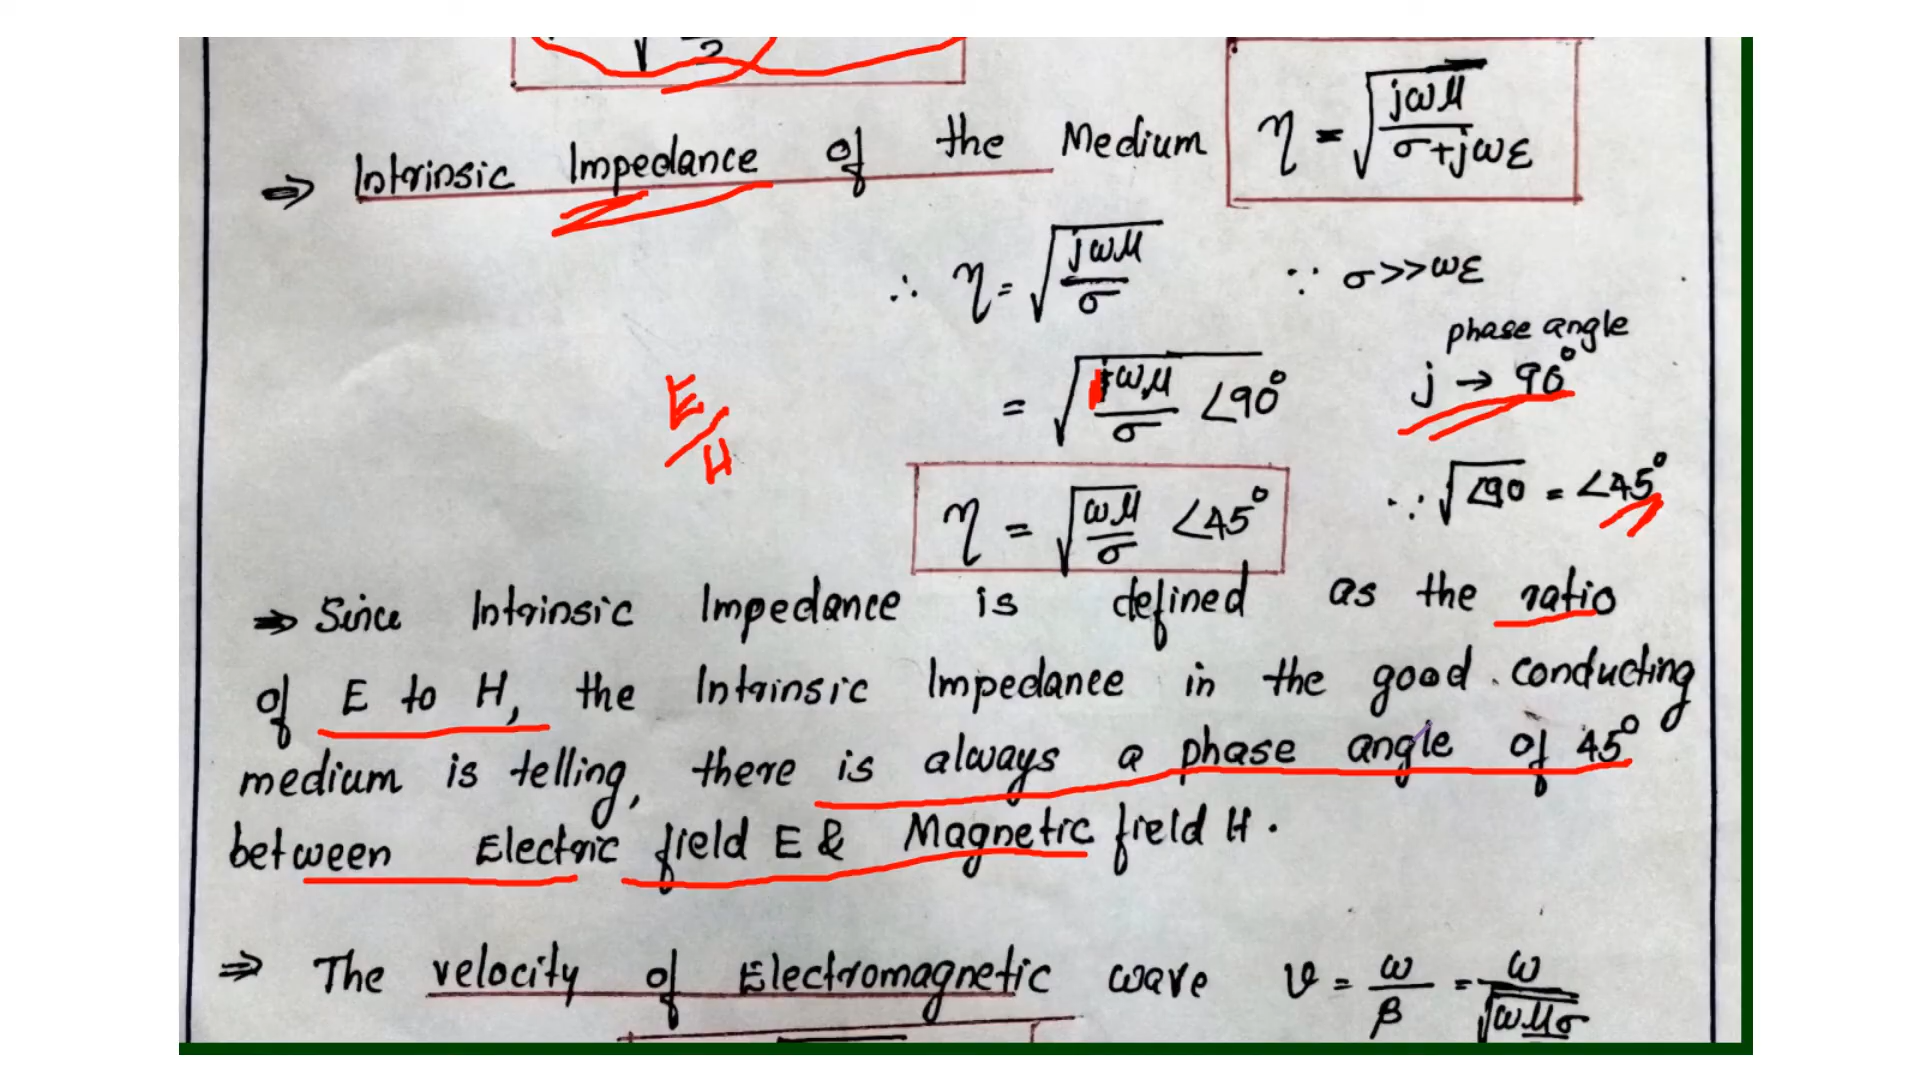 2
⇒ Intrinsic Impedance of the Medium η = √(jωμ / σ+jωε)
∴ η = √(jωμ / σ) ∵ σ>>ωε
phase angle
= √(jωμ / σ ∠90°) j → 90°
E/H
η = √(ωμ / σ) ∠45° ∵ √∠90 = ∠45°
⇒ Since Intrinsic Impedance is defined as the ratio
of E to H, the Intrinsic Impedance in the good conducting
medium is telling, there is always a phase angle of 45°
between Electric field E & Magnetic field H.
⇒ The velocity of Electromagnetic wave v = ω/β = ω/√ωμσ